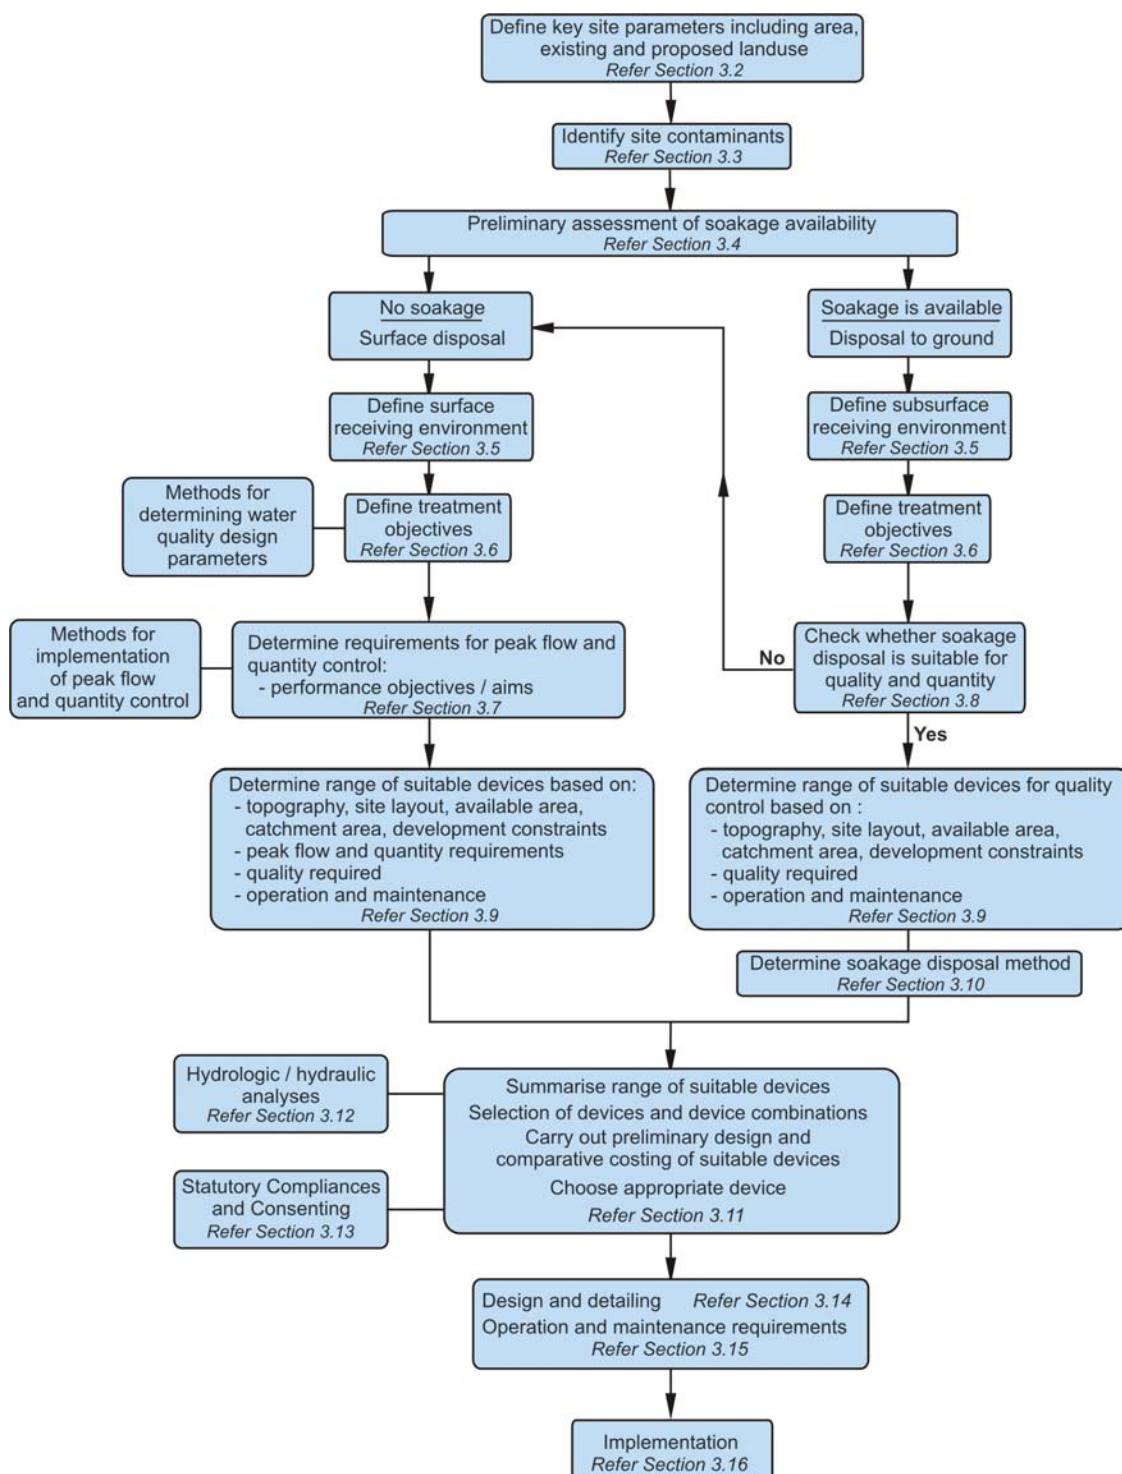 Define key site parameters including area,
existing and proposed landuse
Refer Section 3.2
Identify site contaminants
Refer Section 3.3
Preliminary assessment of soakage availability
Refer Section 3.4
No soakage
Surface disposal
Soakage is available
Disposal to ground
Define surface
receiving environment
Refer Section 3.5
Define subsurface
receiving environment
Refer Section 3.5
Methods for
determining water
quality design
parameters
Define treatment
objectives
Refer Section 3.6
Define treatment
objectives
Refer Section 3.6
Methods for
implementation
of peak flow
and quantity control
Determine requirements for peak flow and
quantity control:
- performance objectives / aims
Refer Section 3.7
No
Check whether soakage
disposal is suitable for
quality and quantity
Refer Section 3.8
Yes
Determine range of suitable devices based on:
- topography, site layout, available area,
catchment area, development constraints
- peak flow and quantity requirements
- quality required
- operation and maintenance
Refer Section 3.9
Determine range of suitable devices for quality
control based on :
- topography, site layout, available area,
catchment area, development constraints
- quality required
- operation and maintenance
Refer Section 3.9
Determine soakage disposal method
Refer Section 3.10
Hydrologic / hydraulic
analyses
Refer Section 3.12
Statutory Compliances
and Consenting
Refer Section 3.13
Summarise range of suitable devices
Selection of devices and device combinations
Carry out preliminary design and
comparative costing of suitable devices
Choose appropriate device
Refer Section 3.11
Design and detailing Refer Section 3.14
Operation and maintenance requirements
Refer Section 3.15
Implementation
Refer Section 3.16